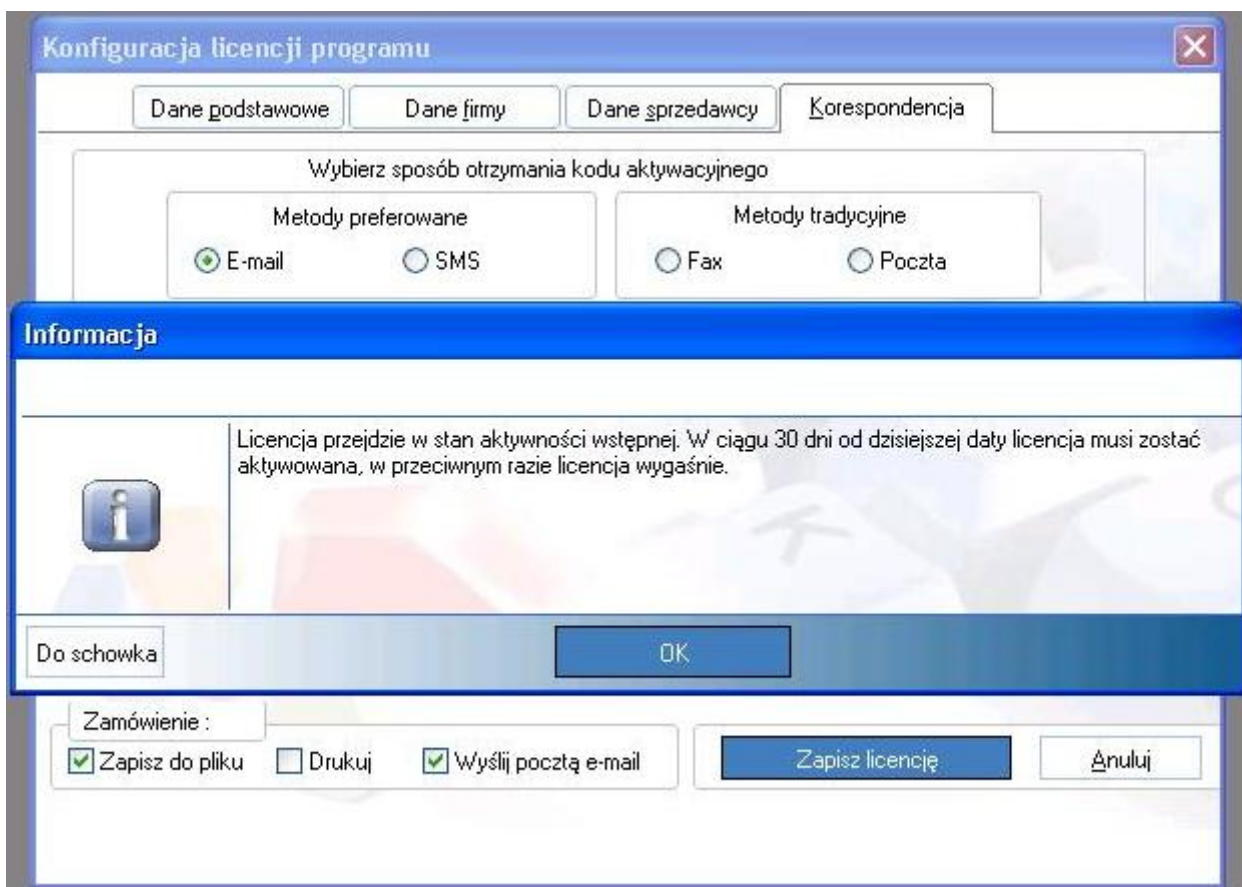 Konfiguracja licencji programu
Dane podstawowe Dane firmy Dane sprzedawcy Korespondencja
Wybierz sposób otrzymania kodu aktywacyjnego
Metody preferowane Metody tradycyjne
E-mail SMS Fax Poczta
Informacja
Licencja przejdzie w stan aktywności wstępnej. W ciągu 30 dni od dzisiejszej daty licencja musi zostać
aktywowana, w przeciwnym razie licencja wygaśnie.
Do schowka OK
Zamówienie :
Zapisz do pliku Drukuj Wyślij pocztą e-mail Zapisz licencję Anuluj